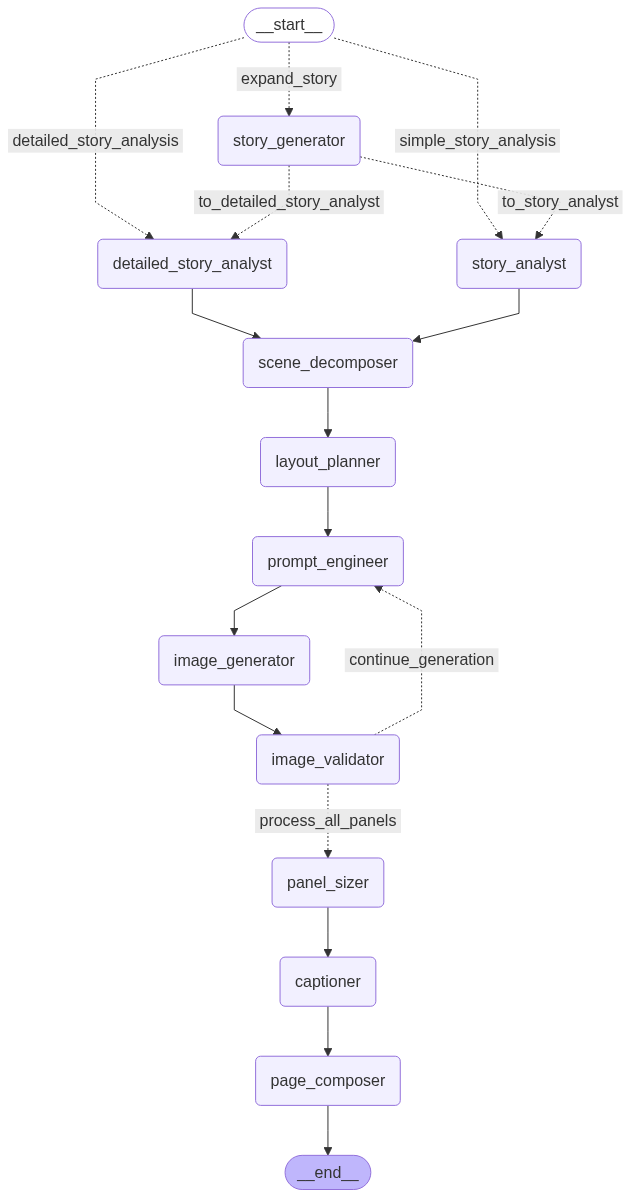 __start__
expand_story
detailed_story_analysis
story_generator
simple_story_analysis
to_detailed_story_analyst
to_story_analyst
detailed_story_analyst
story_analyst
scene_decomposer
layout_planner
prompt_engineer
image_generator
continue_generation
image_validator
process_all_panels
panel_sizer
captioner
page_composer
__end__